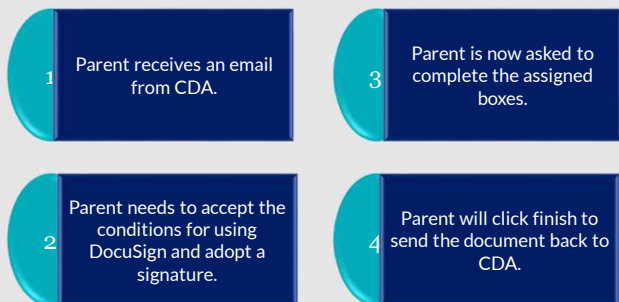 1
Parent receives an email
from CDA.
2
Parent needs to accept the
conditions for using
DocuSign and adopt a
signature.
3
Parent is now asked to
complete the assigned
boxes.
4
Parent will click finish to
send the document back to
CDA.